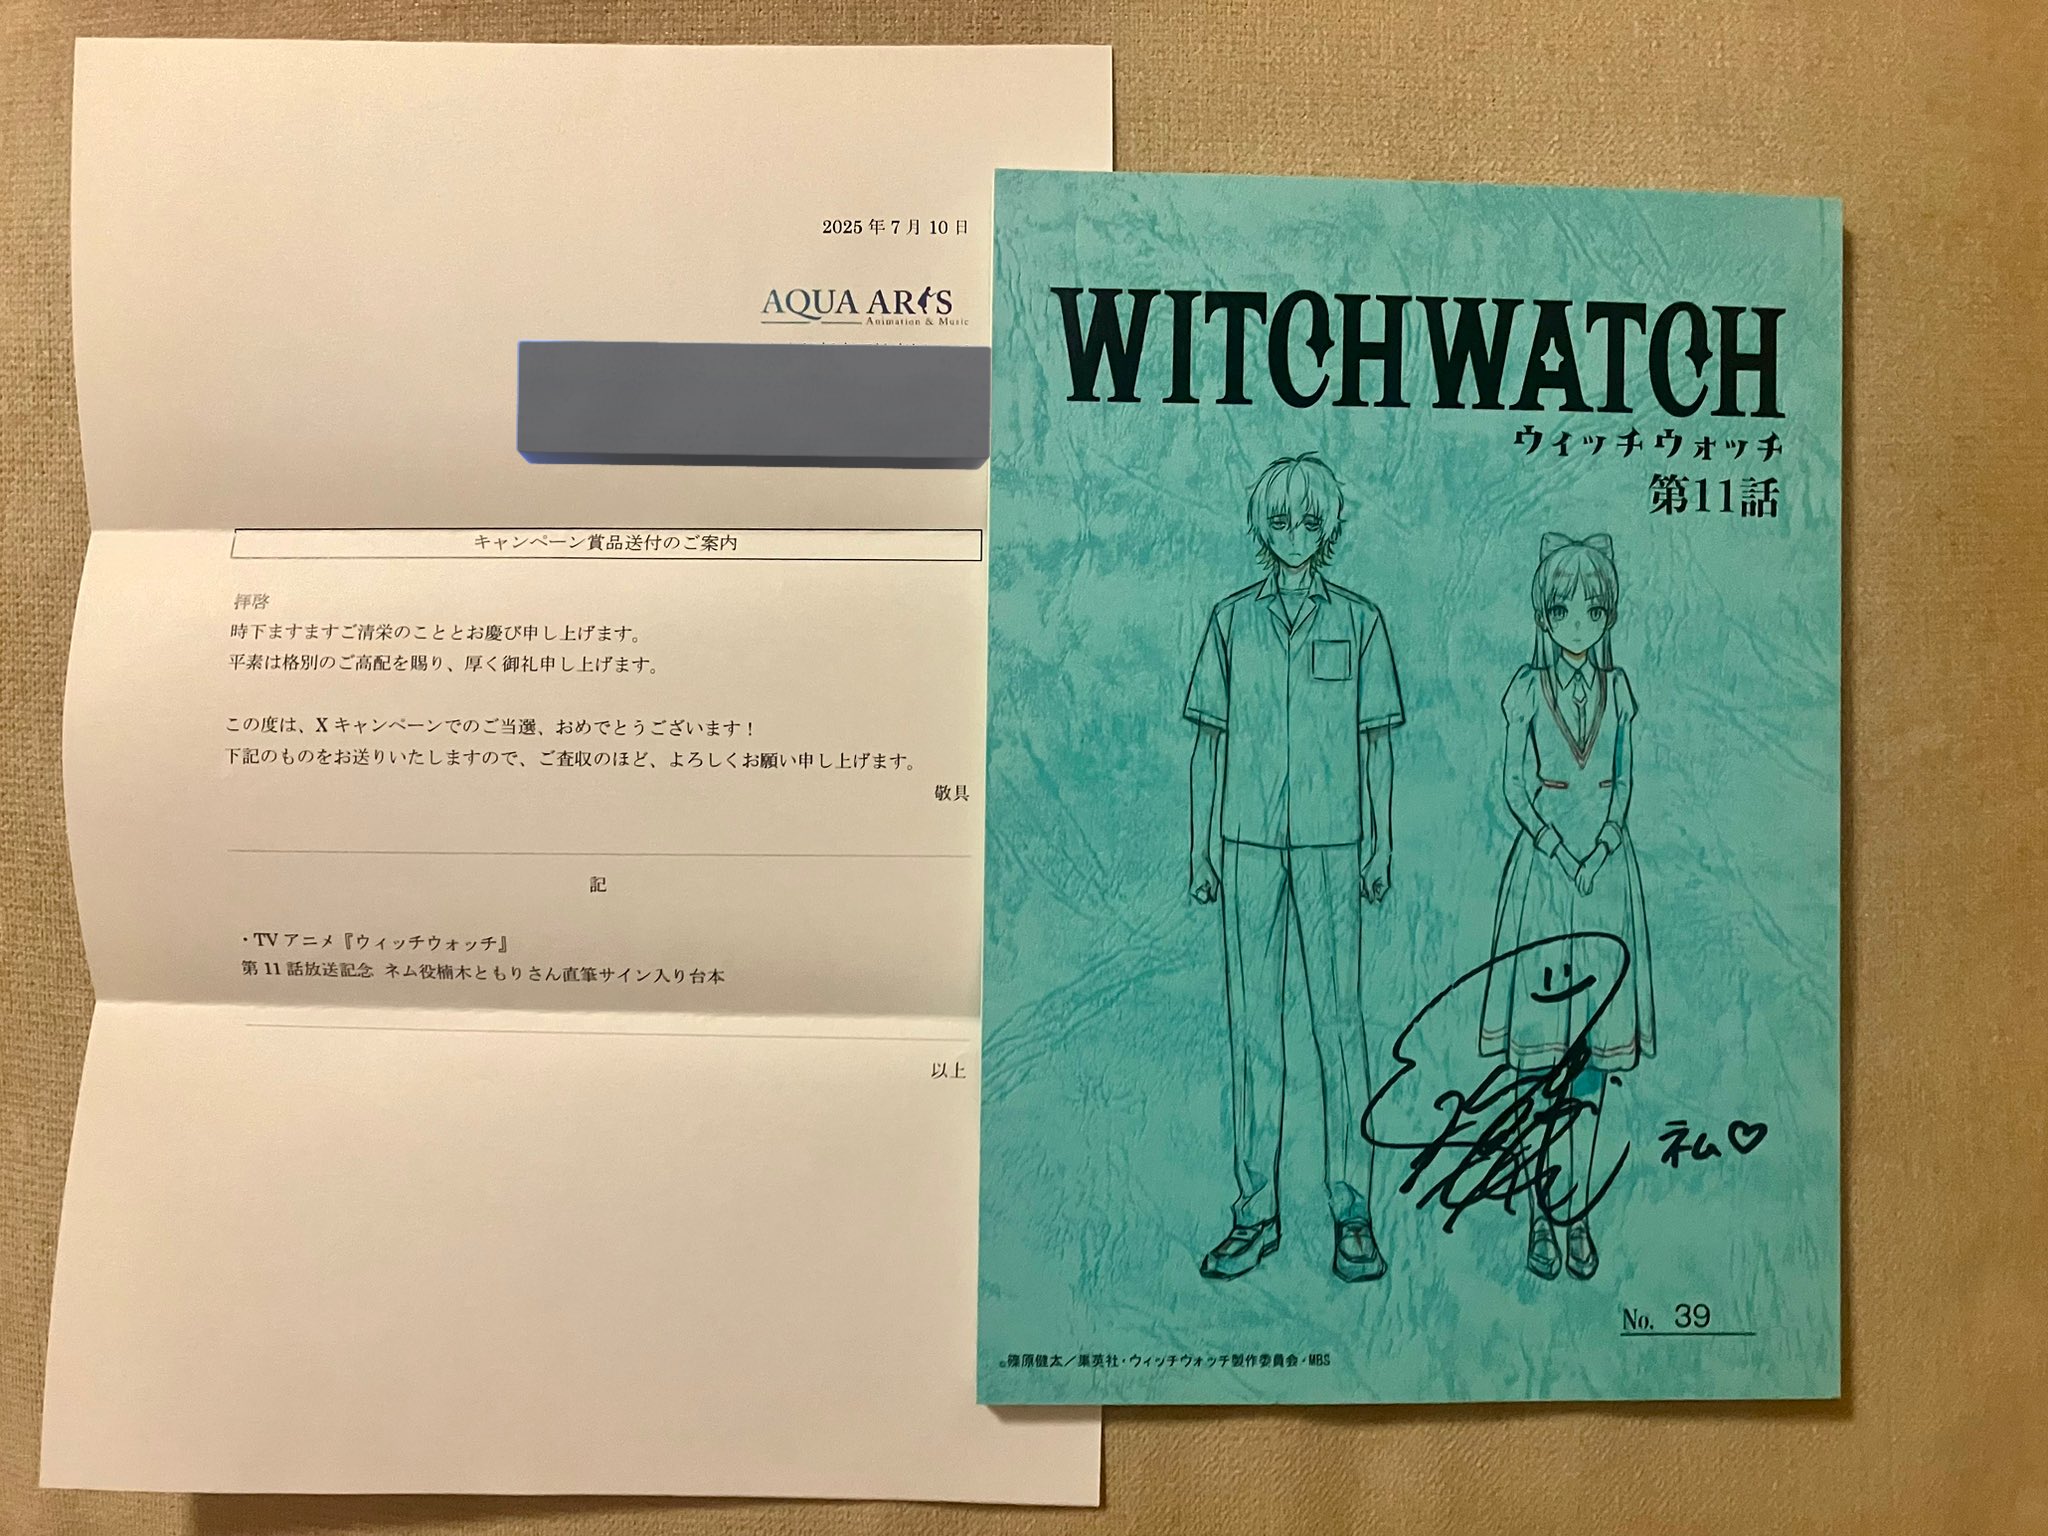 2025年7月10日
AQUA ARTS
Animation & Music
キャンペーン賞品送付のご案内
拝啓
時下ますますご清栄のこととお慶び申し上げます。
平素は格別のご高配を賜り、厚く御礼申し上げます。
この度は、Xキャンペーンでのご当選、おめでとうございます!
下記のものをお送りいたしますので、ご査収のほど、よろしくお願い申し上げます。
敬具
記
・TVアニメ『ウィッチウォッチ』
第11話放送記念 ネム役楠木ともりさん直筆サイン入り台本
以上
WITCH WATCH
ウィッチウォッチ
第11話
ネム♡
No. 39
©篠原健太/集英社・ウィッチウォッチ製作委員会・MBS